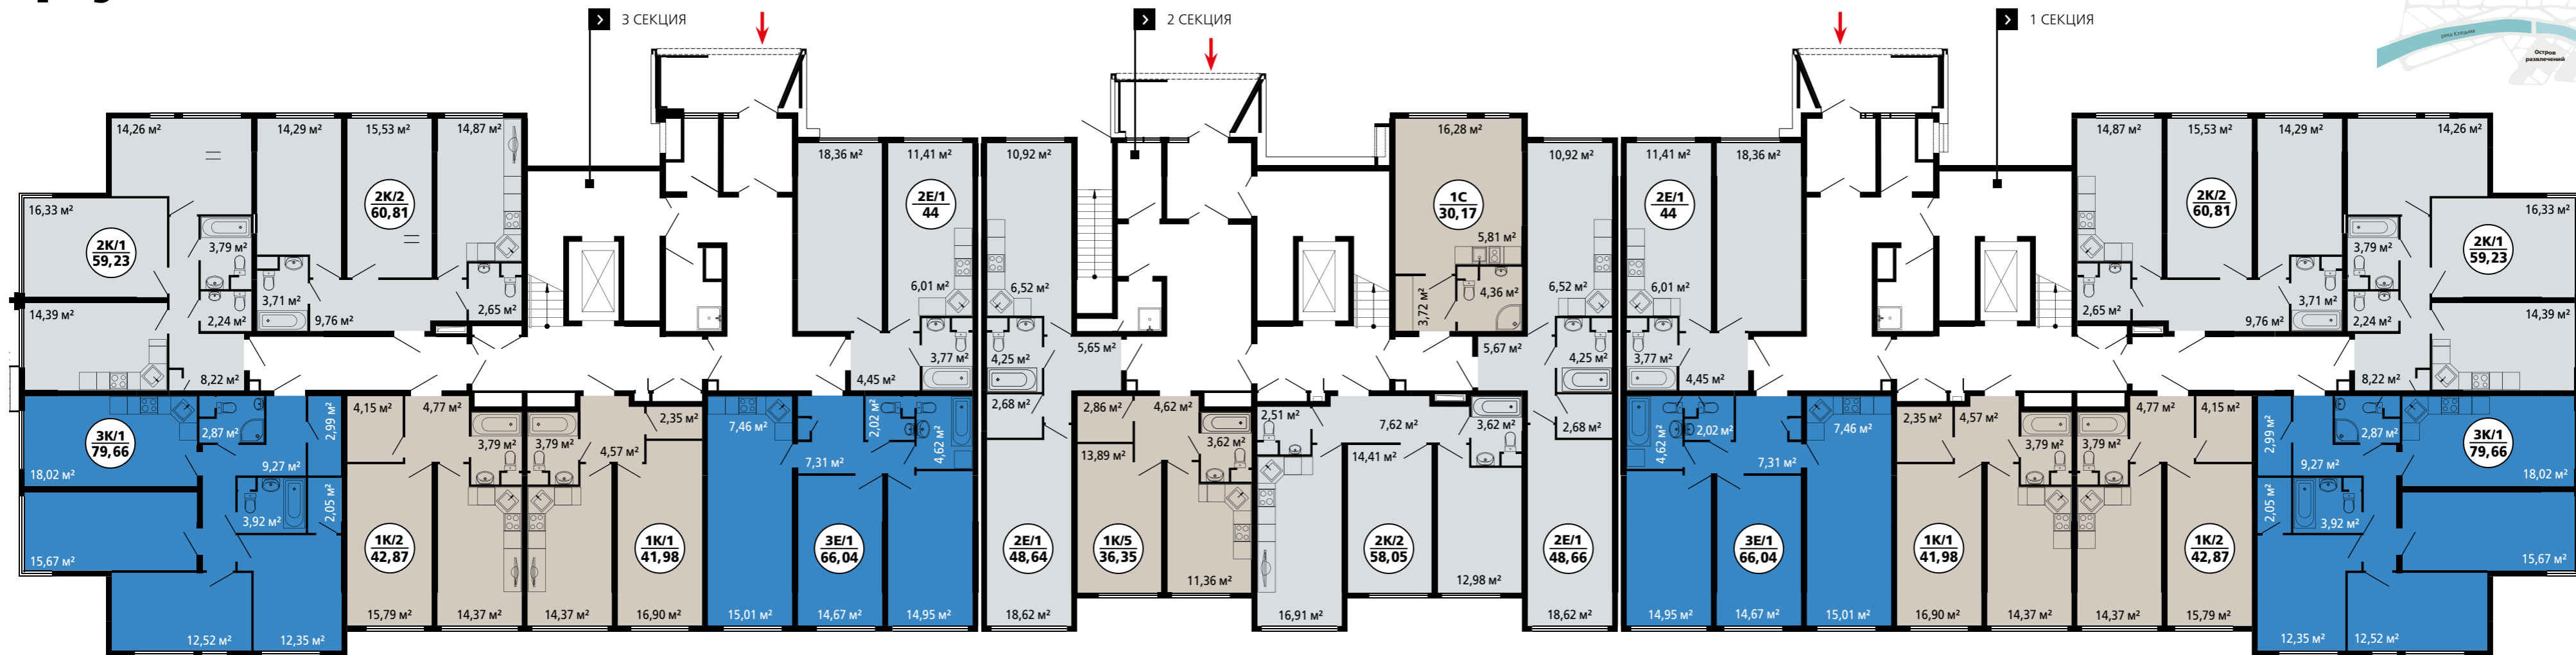 3 СЕКЦИЯ
2 СЕКЦИЯ
1 СЕКЦИЯ
река Клязьма
Остров
развлечений
14,26 м²
14,29 м²
15,53 м²
14,87 м²
2К/2
60,81
16,33 м²
2К/1
59,23
3,79 м²
14,39 м²
2,24 м²
3,71 м²
9,76 м²
2,65 м²
8,22 м²
18,36 м²
11,41 м²
2Е/1
44
6,01 м²
3,77 м²
4,45 м²
3К/1
79,66
18,02 м²
2,87 м²
2,99 м²
9,27 м²
3,92 м²
2,05 м²
15,67 м²
12,52 м²
12,35 м²
4,15 м²
4,77 м²
3,79 м²
1К/2
42,87
15,79 м²
14,37 м²
3,79 м²
4,57 м²
2,35 м²
1К/1
41,98
14,37 м²
16,90 м²
7,46 м²
2,02 м²
4,62 м²
7,31 м²
3Е/1
66,04
15,01 м²
14,67 м²
14,95 м²
10,92 м²
6,52 м²
4,25 м²
5,65 м²
2,68 м²
2Е/1
48,64
18,62 м²
2,86 м²
4,62 м²
3,62 м²
13,89 м²
1К/5
36,35
11,36 м²
16,28 м²
1С
30,17
5,81 м²
3,72 м²
4,36 м²
2,51 м²
7,62 м²
3,62 м²
14,41 м²
2К/2
58,05
12,98 м²
16,91 м²
10,92 м²
6,52 м²
5,67 м²
4,25 м²
2,68 м²
2Е/1
48,66
18,62 м²
11,41 м²
18,36 м²
2Е/1
44
6,01 м²
3,77 м²
4,45 м²
4,62 м²
2,02 м²
7,46 м²
7,31 м²
3Е/1
66,04
14,95 м²
14,67 м²
15,01 м²
2,35 м²
4,57 м²
3,79 м²
1К/1
41,98
16,90 м²
14,37 м²
4,77 м²
4,15 м²
3,79 м²
1К/2
42,87
14,37 м²
15,79 м²
14,87 м²
15,53 м²
14,29 м²
14,26 м²
2К/2
60,81
16,33 м²
2К/1
59,23
3,79 м²
2,65 м²
9,76 м²
3,71 м²
2,24 м²
14,39 м²
8,22 м²
2,99 м²
2,87 м²
9,27 м²
3К/1
79,66
18,02 м²
2,05 м²
3,92 м²
15,67 м²
12,35 м²
12,52 м²